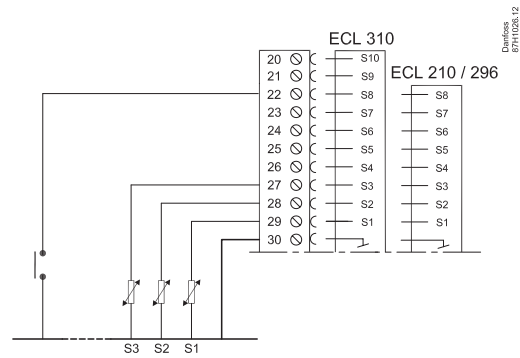 Danfoss
87H1026.12
ECL 310
ECL 210 / 296
20 S10
21 S9
22 S8 S8
23 S7 S7
24 S6 S6
25 S5 S5
26 S4 S4
27 S3 S3
28 S2 S2
29 S1 S1
30
S3 S2 S1